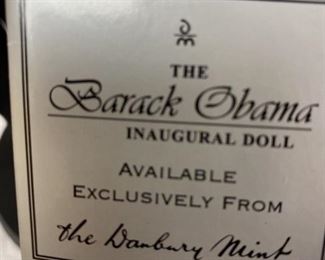 THE
Barack Obama
INAUGURAL DOLL
AVAILABLE
EXCLUSIVELY FROM
the Danbury Mint